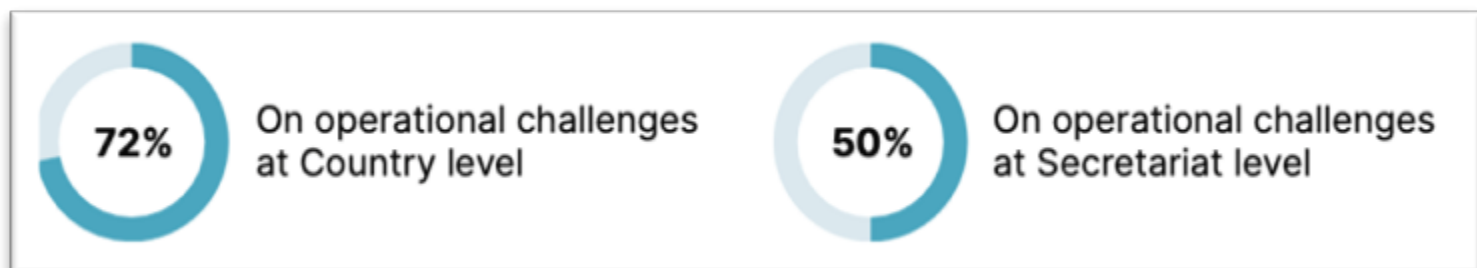 72%
On operational challenges
at Country level
50%
On operational challenges
at Secretariat level